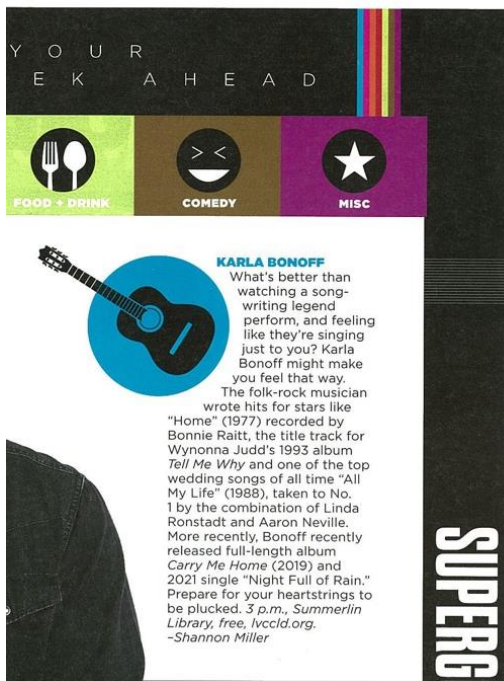 YOUR
EK AHEAD
FOOD + DRINK
COMEDY
MISC
KARLA BONOFF
What's better than
watching a song-
writing legend
perform, and feeling
like they're singing
just to you? Karla
Bonoff might make
you feel that way.
The folk-rock musician
wrote hits for stars like
"Home" (1977) recorded by
Bonnie Raitt, the title track for
Wynonna Judd's 1993 album
Tell Me Why and one of the top
wedding songs of all time "All
My Life" (1988), taken to No.
1 by the combination of Linda
Ronstadt and Aaron Neville.
More recently, Bonoff recently
released full-length album
Carry Me Home (2019) and
2021 single "Night Full of Rain."
Prepare for your heartstrings to
be plucked. 3 p.m., Summerlin
Library, free, lvccld.org.
–Shannon Miller
SUPERG